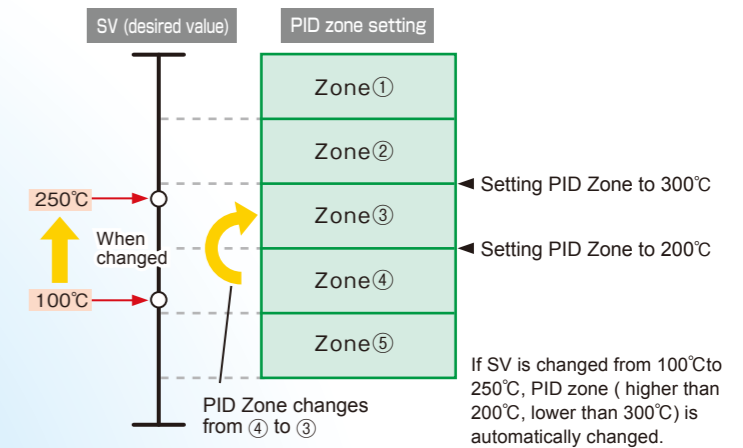 SV (desired value)
PID zone setting
Zone①
Zone②
Setting PID Zone to 300℃
250℃
Zone③
When
changed
Setting PID Zone to 200℃
Zone④
100℃
Zone⑤
PID Zone changes
from ④ to ③
If SV is changed from 100℃to
250℃, PID zone ( higher than
200℃, lower than 300℃) is
automatically changed.